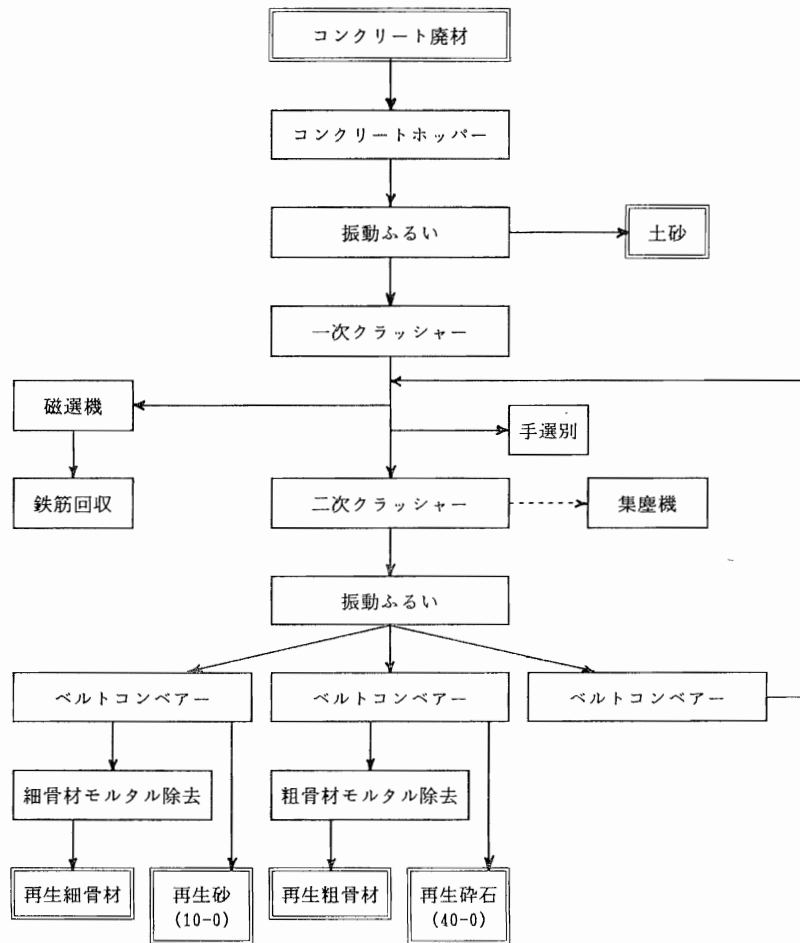 コンクリート廃材
コンクリートホッパー
振動ふるい
土砂
一次クラッシャー
磁選機
手選別
鉄筋回収
二次クラッシャー
集塵機
振動ふるい
ベルトコンベアー
ベルトコンベアー
ベルトコンベアー
細骨材モルタル除去
粗骨材モルタル除去
再生細骨材
再生砂
(10-0)
再生粗骨材
再生砕石
(40-0)